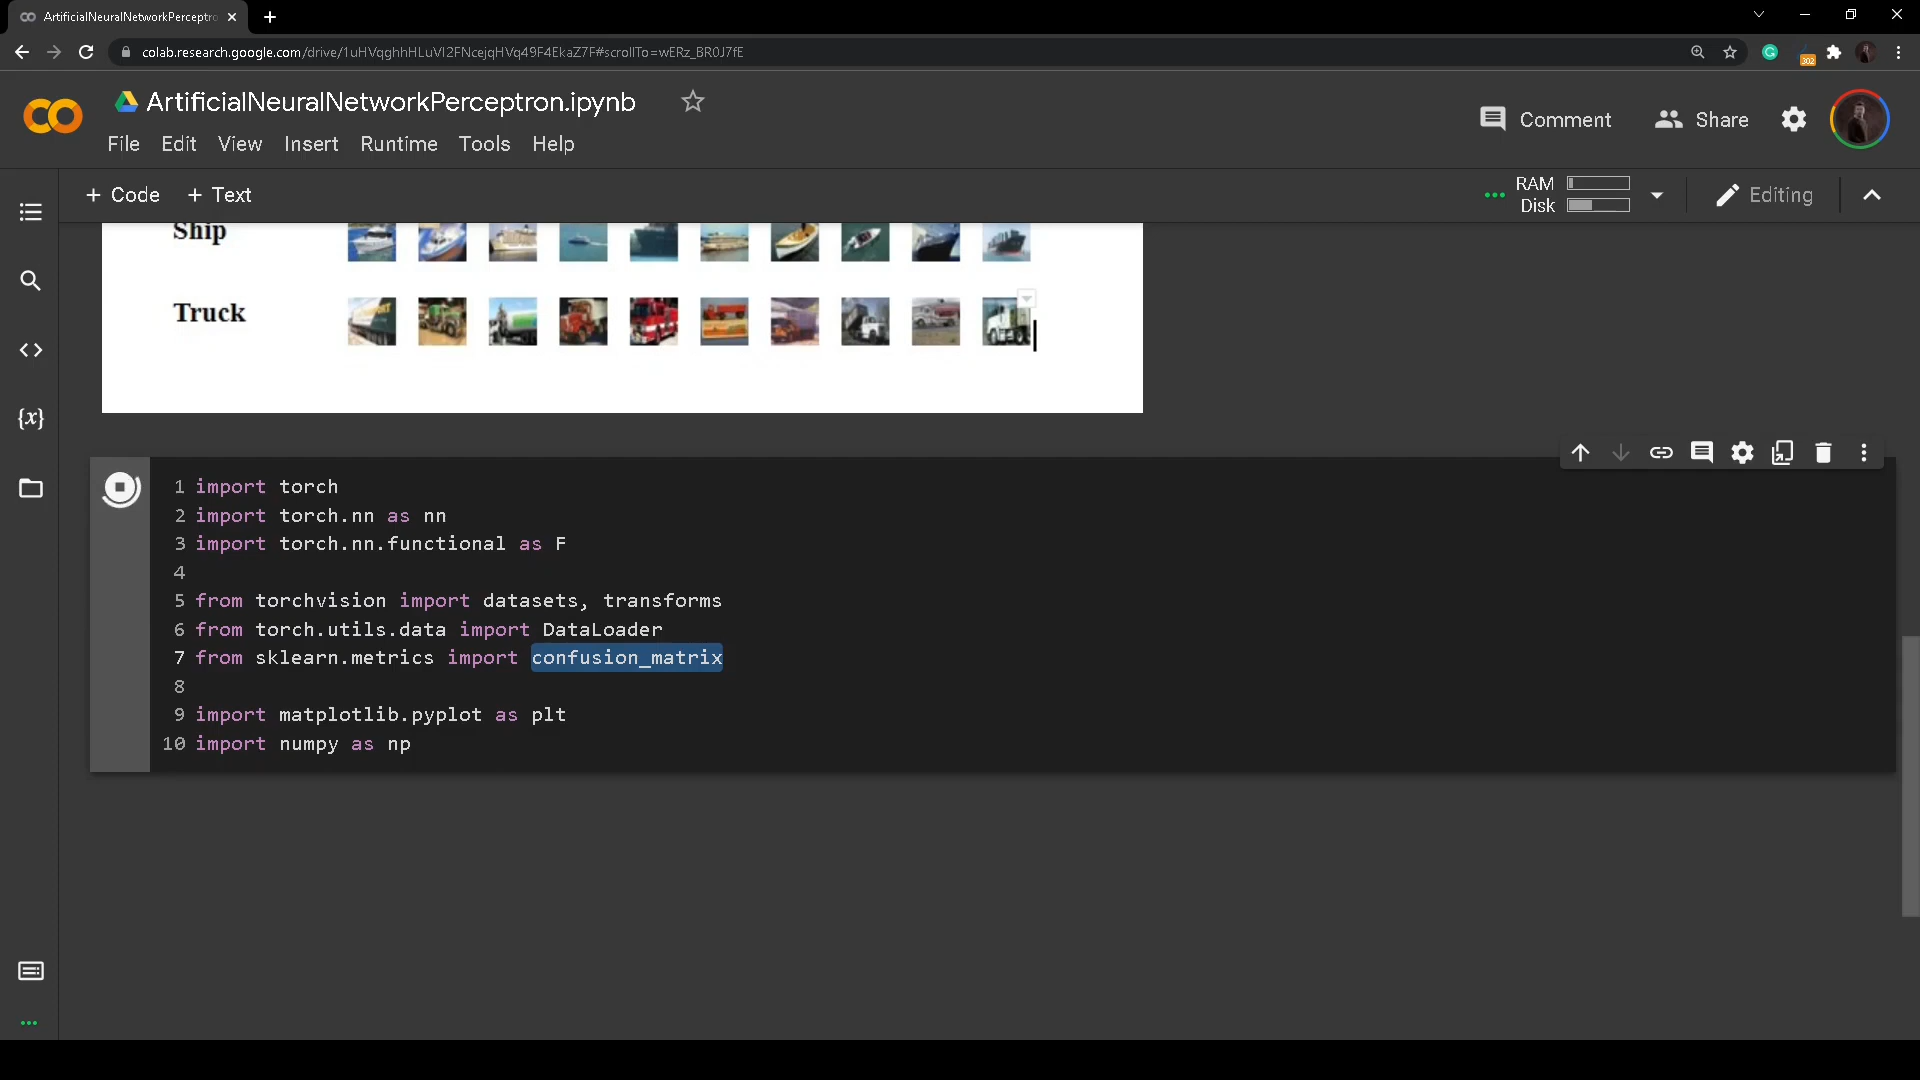 ArtificialNeuralNetworkPerceptro
colab.research.google.com/drive/1uHVqghhHLuVI2FNcejqHVq49F4EkaZ7F#scrollTo=wERz_BR0J7fE
302
ArtificialNeuralNetworkPerceptron.ipynb
Comment
Share
File Edit View Insert Runtime Tools Help
+ Code + Text
RAM
Disk
Editing
Ship
Truck
{x}
1 import torch
2 import torch.nn as nn
3 import torch.nn.functional as F
4
5 from torchvision import datasets, transforms
6 from torch.utils.data import DataLoader
7 from sklearn.metrics import confusion_matrix
8
9 import matplotlib.pyplot as plt
10 import numpy as np